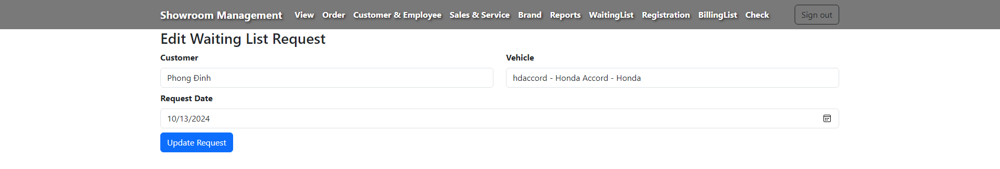 Showroom Management View Order Customer & Employee Sales & Service Brand Reports WaitingList Registration BillingList Check Sign out
Edit Waiting List Request
Customer Vehicle
Phong Đinh hdaccord - Honda Accord - Honda
Request Date
10/13/2024
Update Request